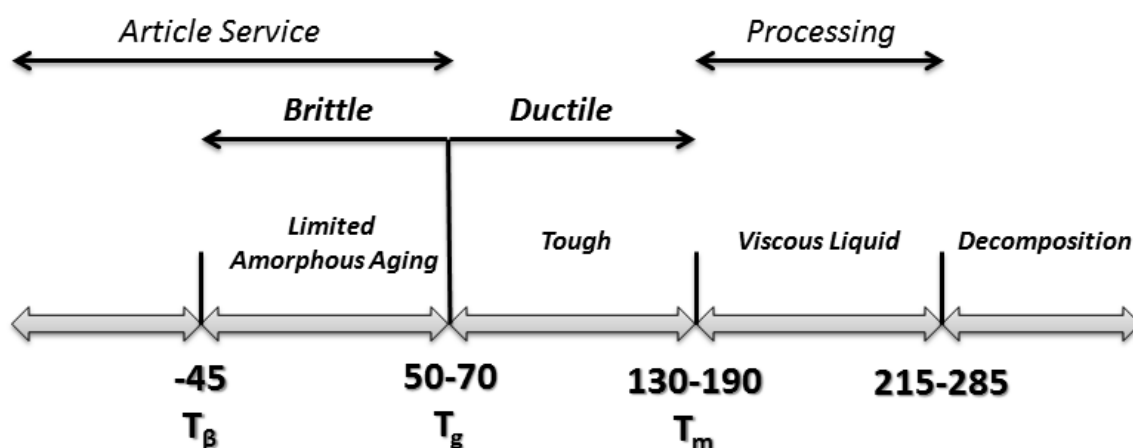 Article Service
Processing
Brittle
Ductile
Limited
Amorphous Aging
Tough
Viscous Liquid
Decomposition
-45
50-70
130-190
215-285
Tβ
Tg
Tm